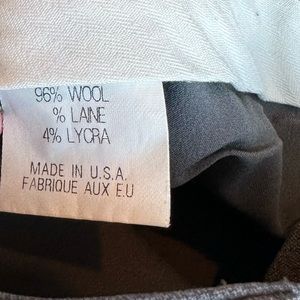 96% WOOL
% LAINE
4% LYCRA
MADE IN U.S.A.
FABRIQUE AUX E.U